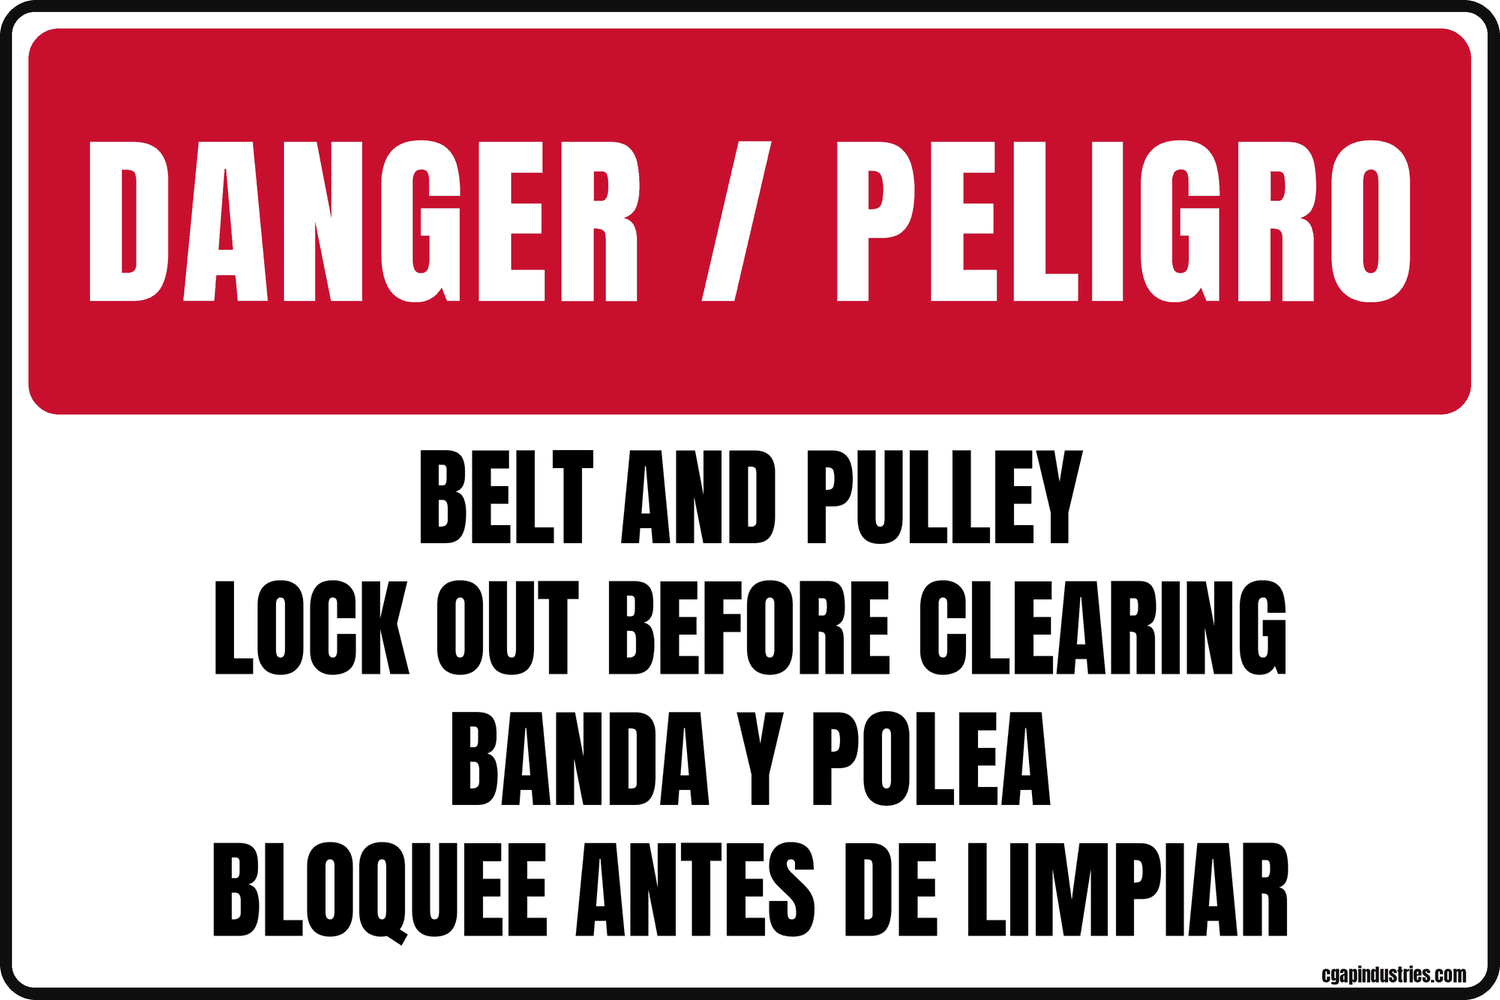 DANGER / PELIGRO
BELT AND PULLEY
LOCK OUT BEFORE CLEARING
BANDA Y POLEA
BLOQUEE ANTES DE LIMPIAR
cgapindustries.com